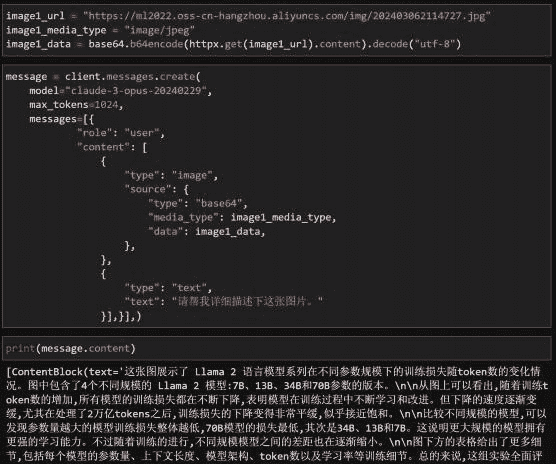 image1_url = "https://ml2022.oss-cn-hangzhou.aliyuncs.com/img/202403062114727.jpg"
image1_media_type = "image/jpeg"
image1_data = base64.b64encode(httpx.get(image1_url).content).decode("utf-8")
message = client.messages.create(
    model="claude-3-opus-20240229",
    max_tokens=1024,
    messages=[{
            "role": "user",
            "content": [
                {
                    "type": "image",
                    "source": {
                        "type": "base64",
                        "media_type": image1_media_type,
                        "data": image1_data,
                    },
                },
                {
                    "type": "text",
                    "text": "请帮我详细描述下这张图片。"
                }],}],)
print(message.content)
[ContentBlock(text='这张图展示了 Llama 2 语言模型系列在不同参数规模下的训练损失随token数的变化情
况。图中包含了4个不同规模的 Llama 2 模型:7B、13B、34B和70B参数的版本。\n\n从图上可以看出,随着训练t
oken数的增加,所有模型的训练损失都在不断下降,表明模型在训练过程中不断学习和改进。但下降的速度逐渐变
缓,尤其在处理了2万亿tokens之后,训练损失的下降变得非常平缓,似乎接近饱和。\n\n比较不同规模的模型,可以
发现参数量越大的模型训练损失整体越低,70B模型的损失最低,其次是34B、13B和7B。这说明更大规模的模型拥有
更强的学习能力。不过随着训练的进行,不同规模模型之间的差距也在逐渐缩小。\n\n图下方的表格给出了更多细
节,包括每个模型的参数量、上下文长度、模型架构、token数以及学习率等训练细节。总的来说,这组实验全面评